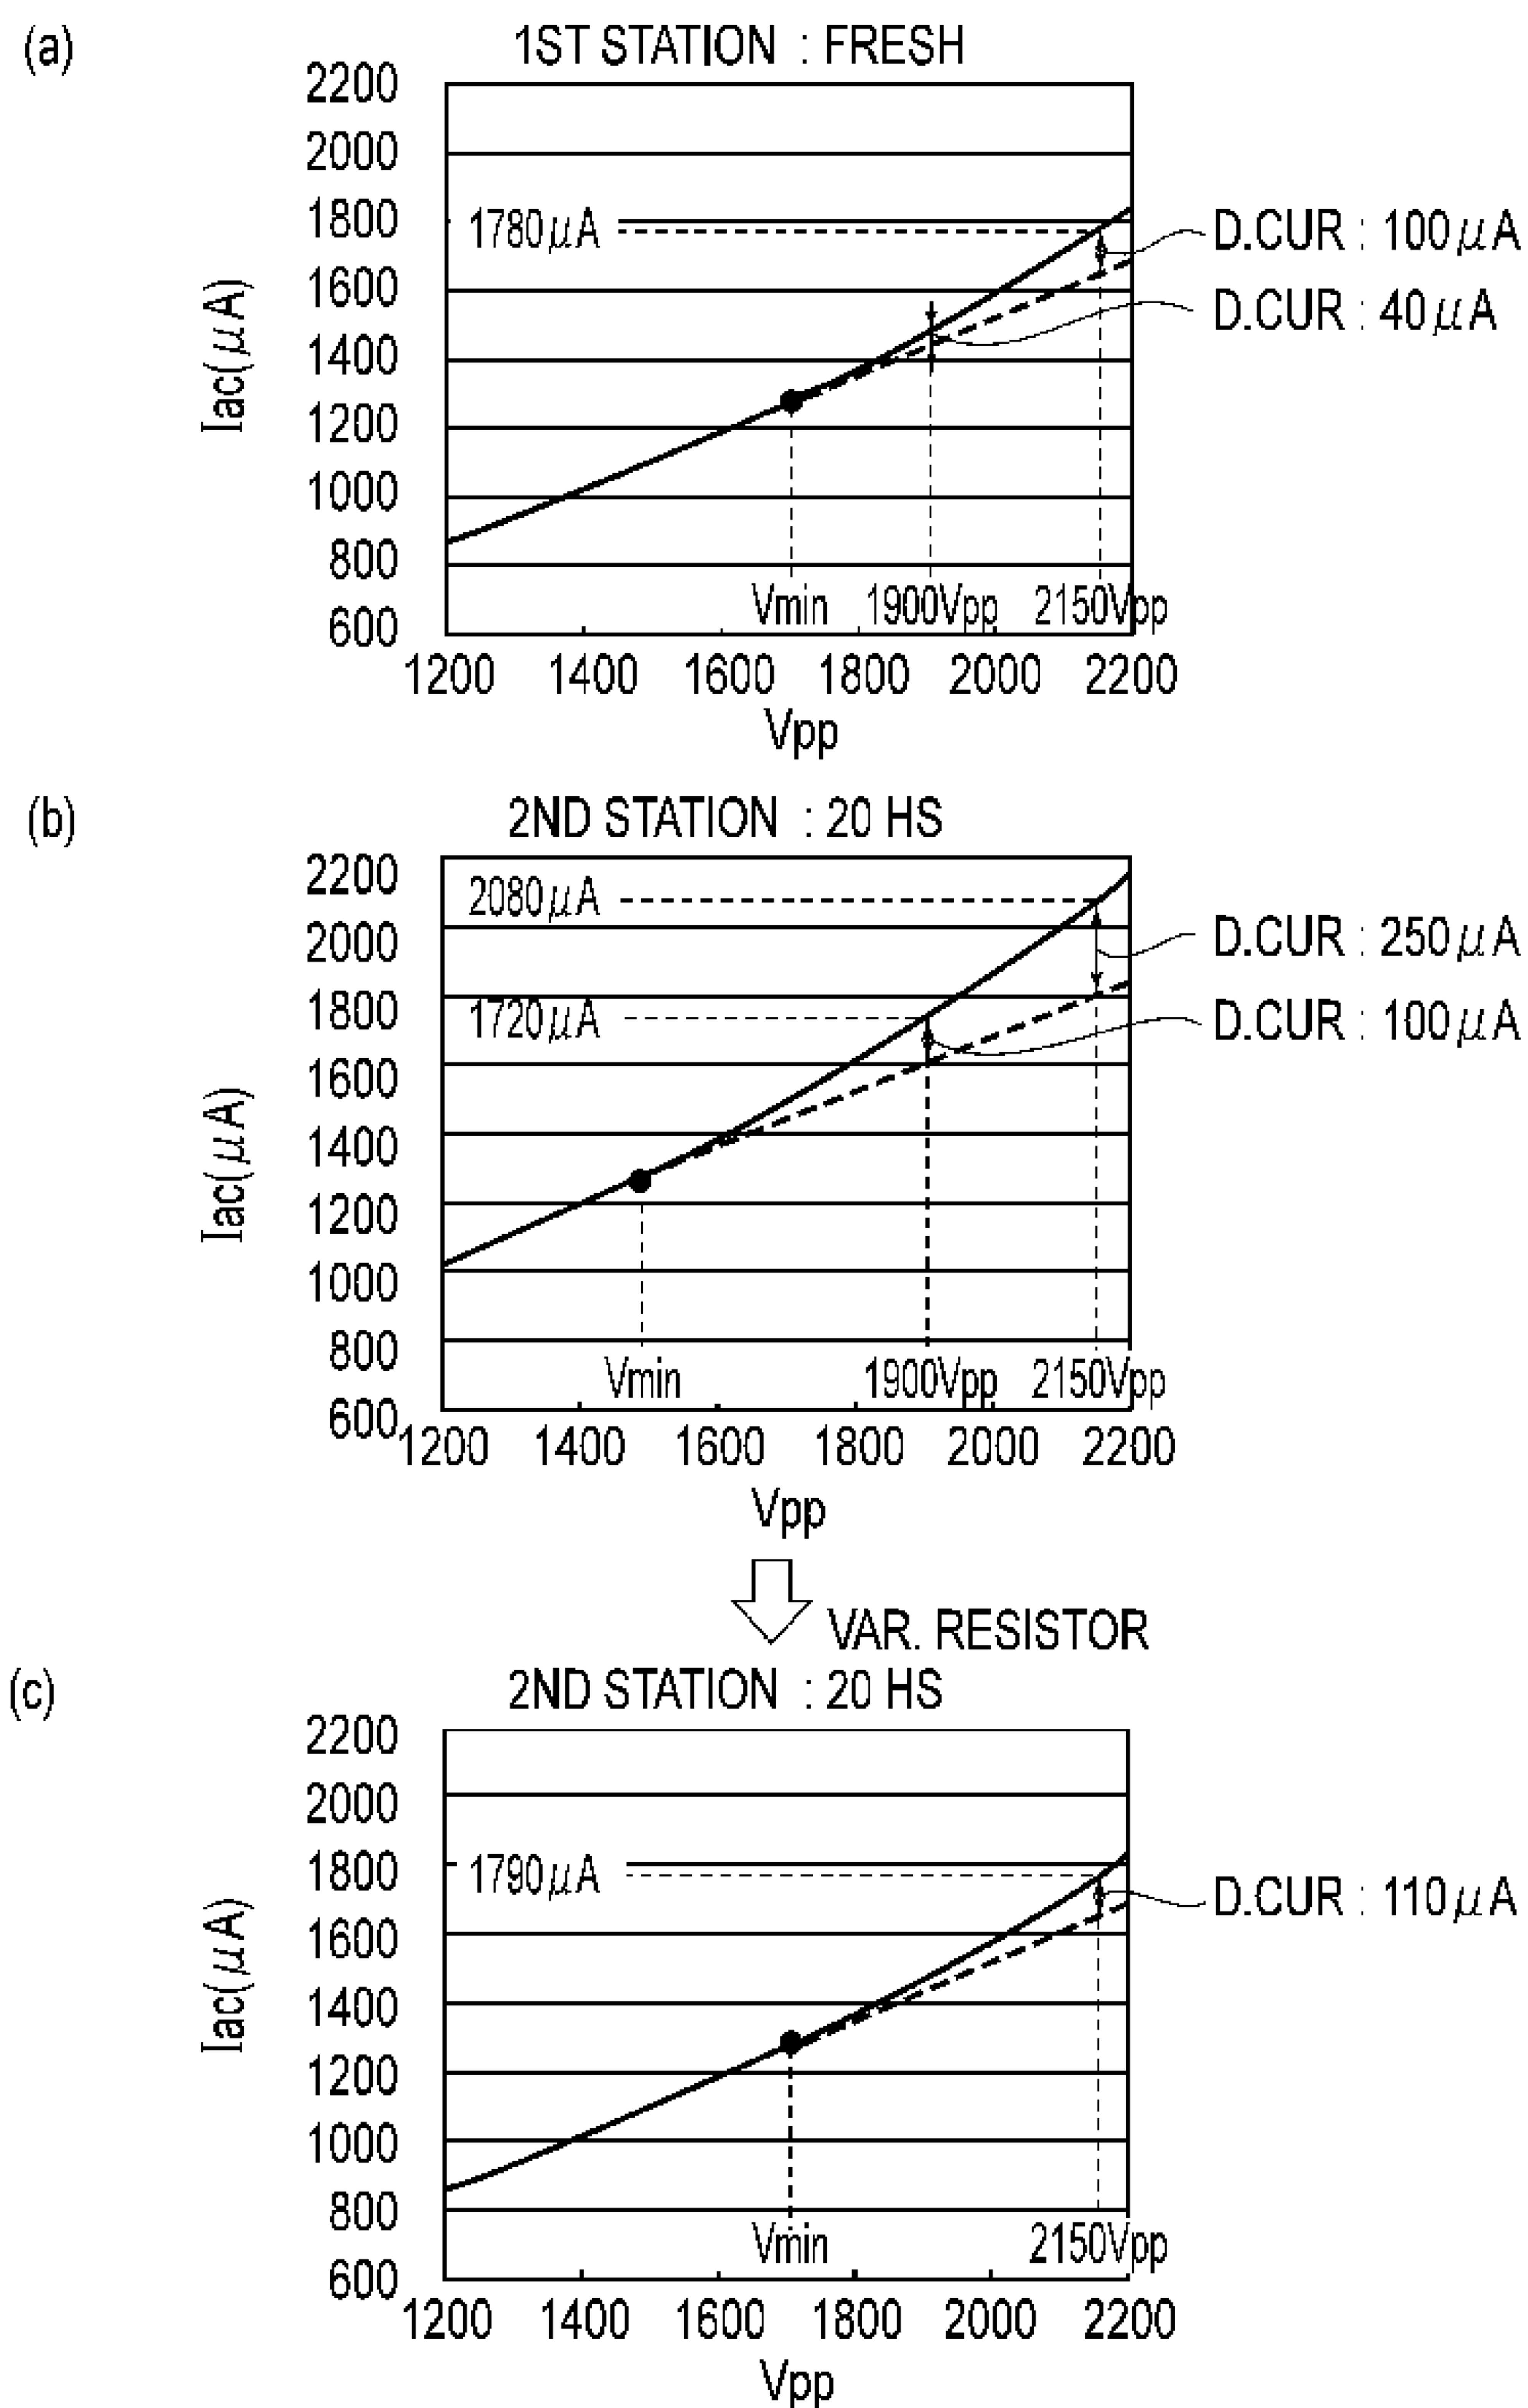 (a)
1ST STATION : FRESH
2200
2000
1800
1600
1400
1200
1000
800
600
Iac(μA)
1780μA
D.CUR : 100μA
D.CUR : 40μA
Vmin 1900Vpp 2150Vpp
1200 1400 1600 1800 2000 2200
Vpp
(b)
2ND STATION : 20 HS
2200
2000
1800
1600
1400
1200
1000
800
600
Iac(μA)
2080μA
1720μA
D.CUR : 250μA
D.CUR : 100μA
Vmin 1900Vpp 2150Vpp
1200 1400 1600 1800 2000 2200
Vpp
VAR. RESISTOR
(c)
2ND STATION : 20 HS
2200
2000
1800
1600
1400
1200
1000
800
600
Iac(μA)
1790μA
D.CUR : 110μA
Vmin 2150Vpp
1200 1400 1600 1800 2000 2200
Vpp